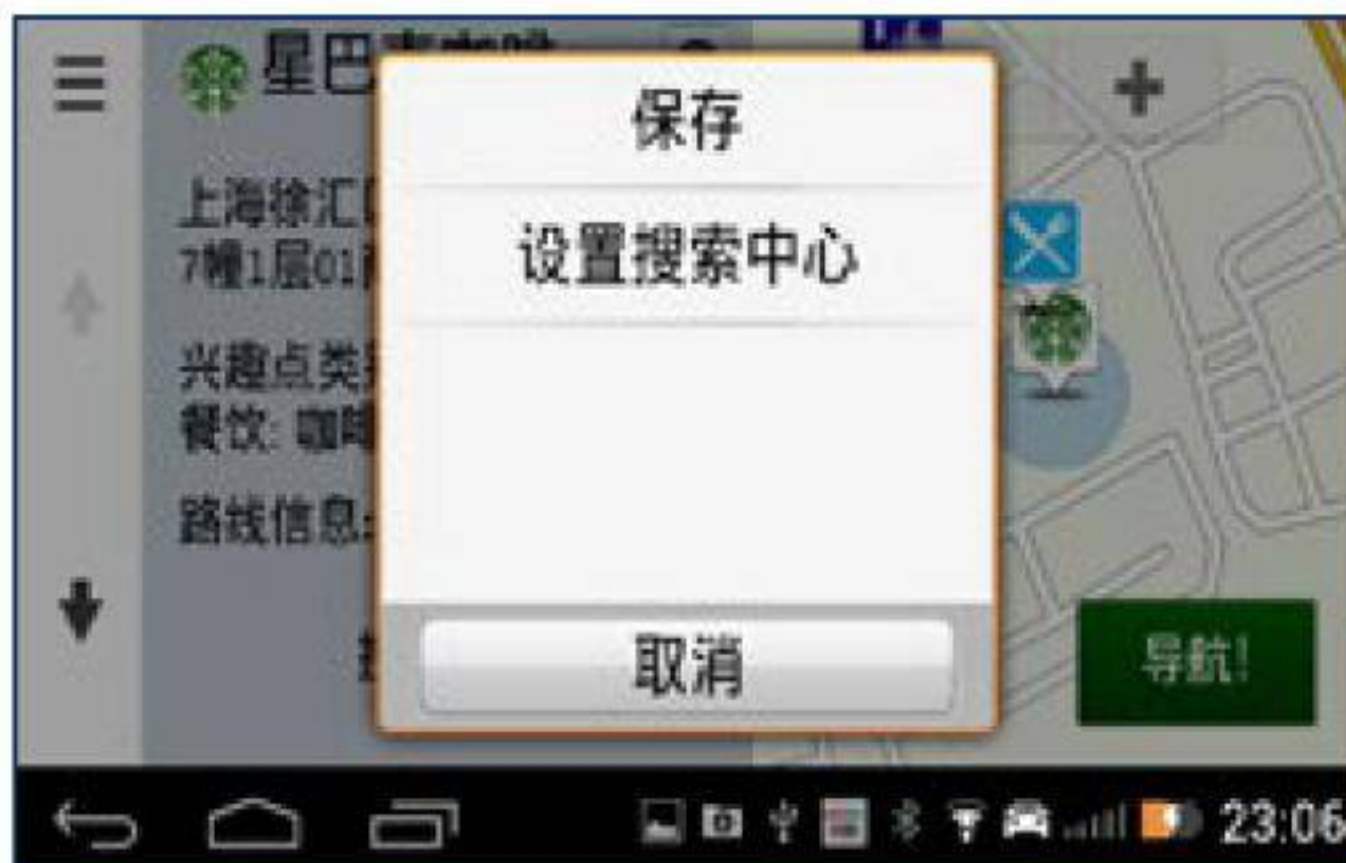 星巴
保存
上海徐汇
7幢1层01
设置搜索中心
兴趣点类
餐饮: 咖
路线信息
取消
导航!
23:06